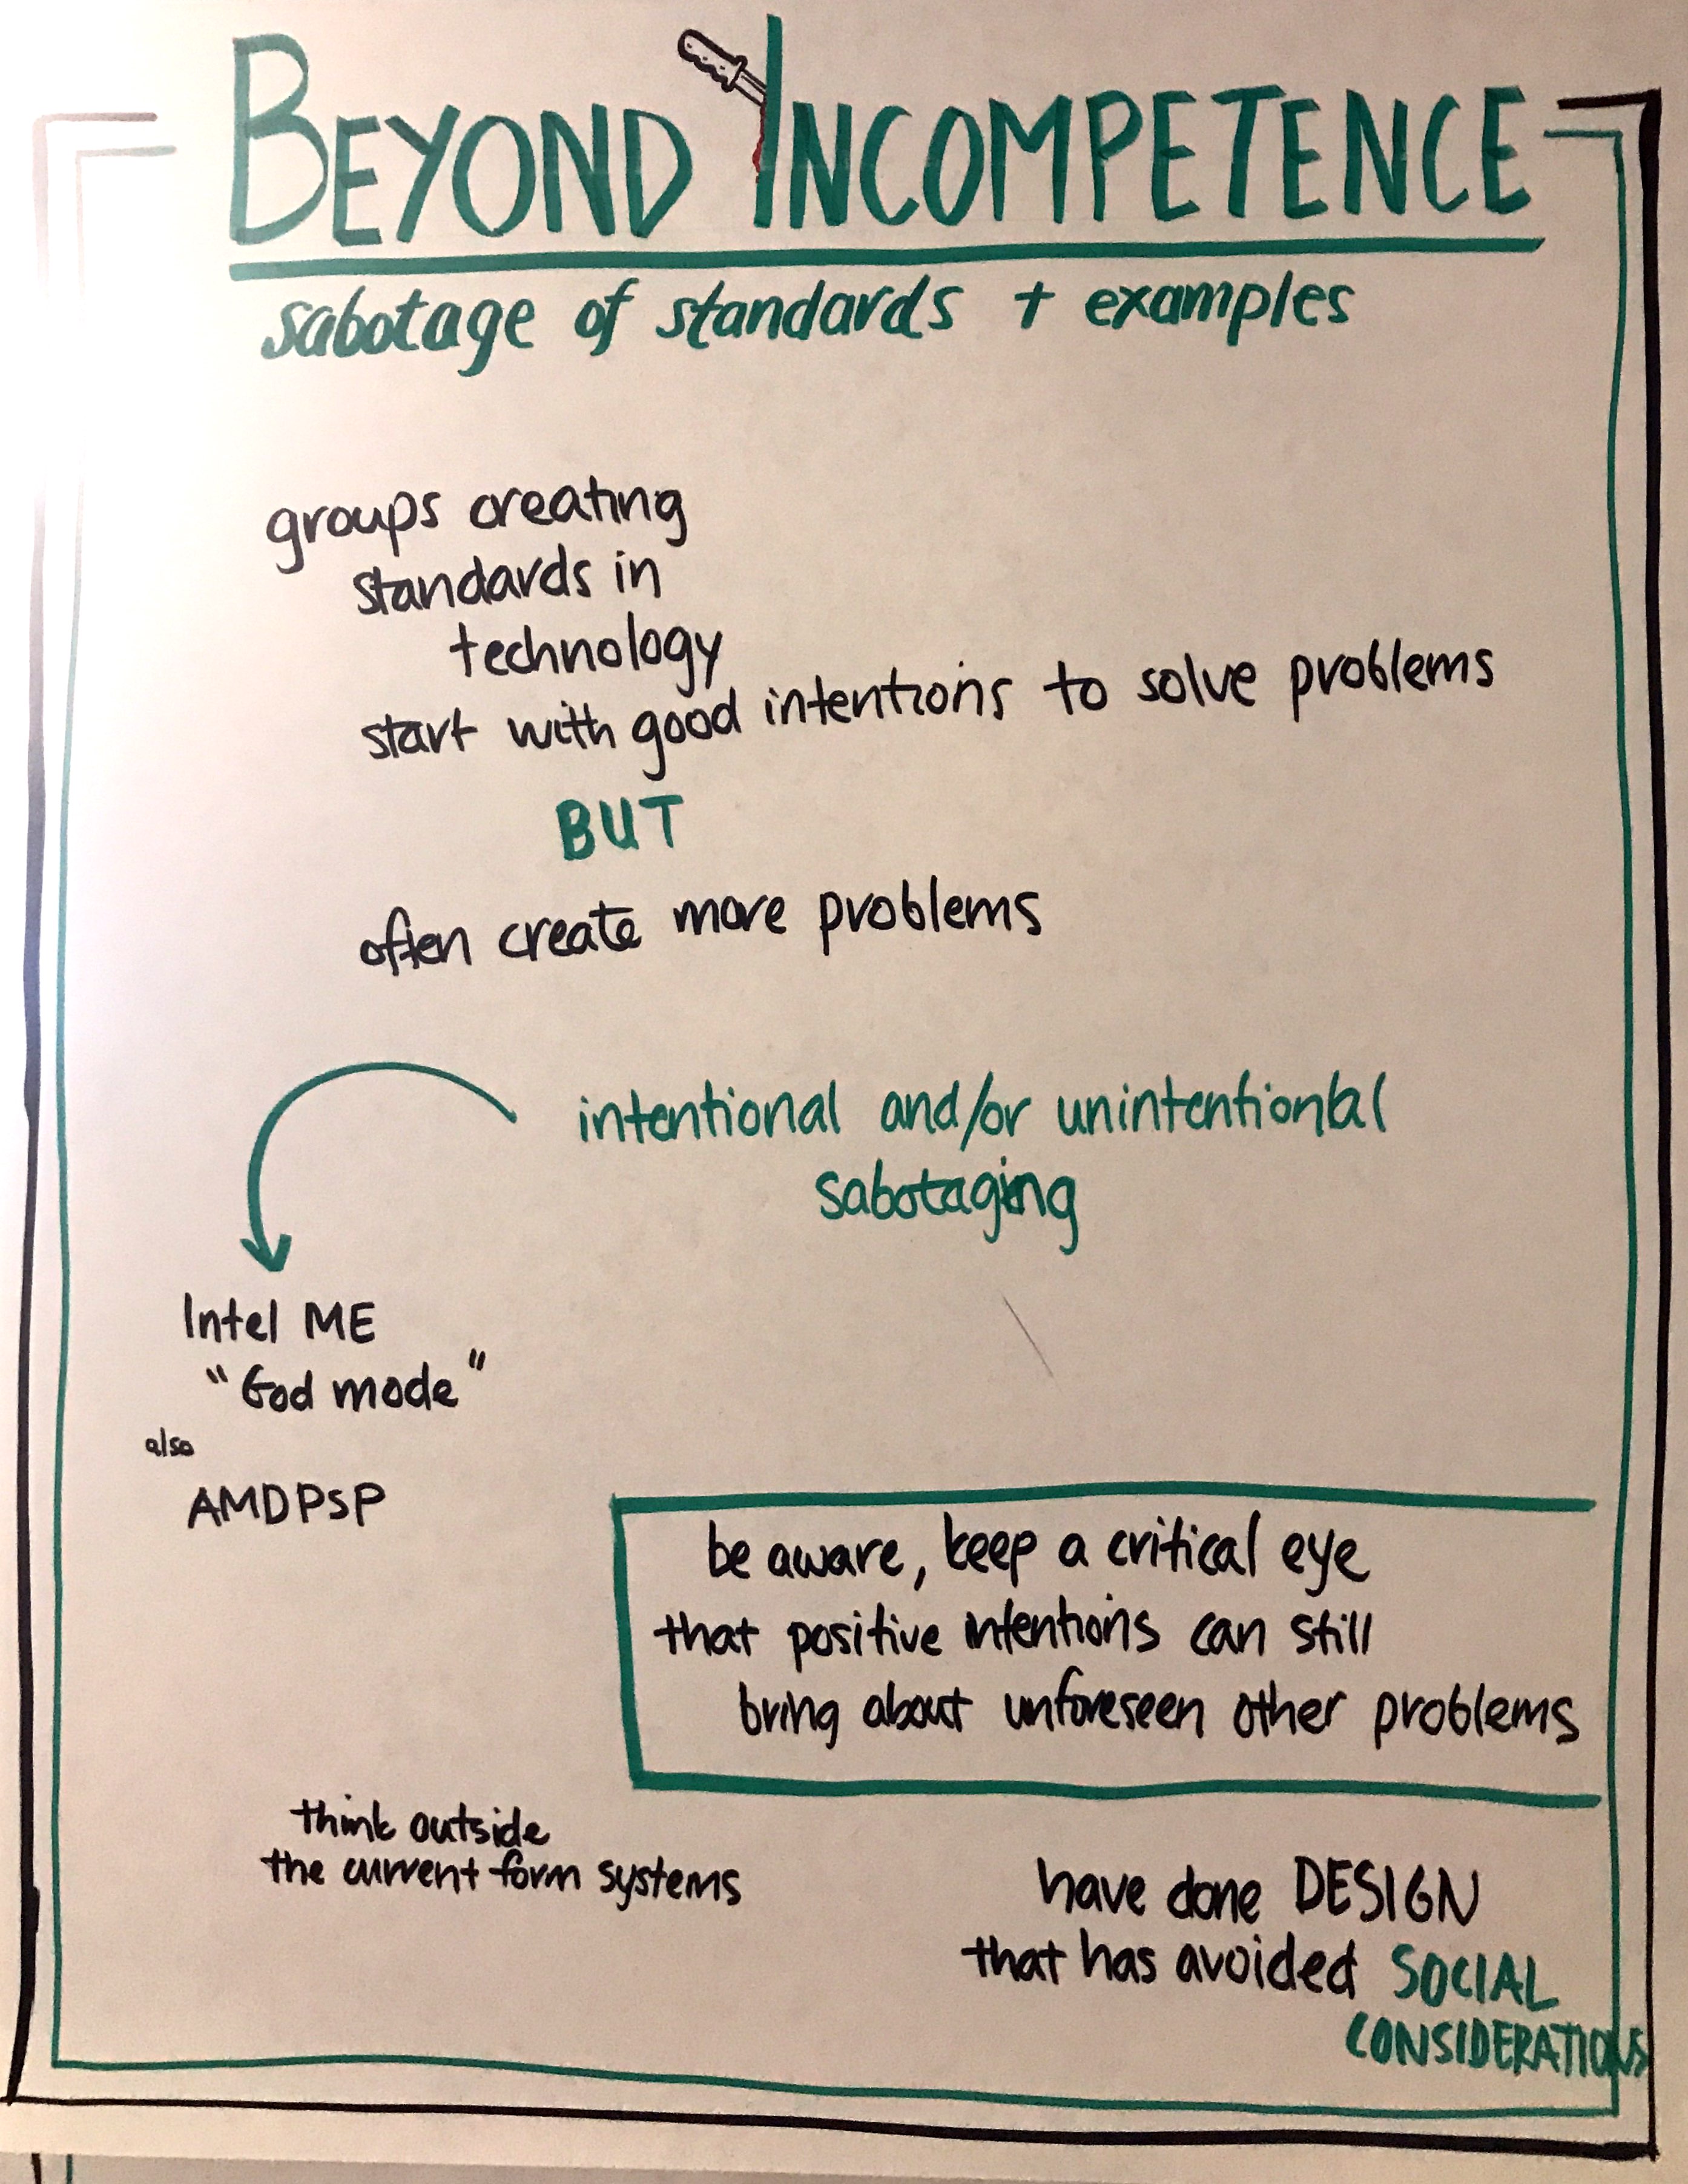 BEYOND INCOMPETENCE
sabotage of standards + examples
groups creating
standards in
technology
start with good intentions to solve problems
BUT
often create more problems
intentional and/or unintentional
sabotaging
Intel ME
"God mode"
also
AMD PSP
be aware, keep a critical eye
that positive intentions can still
bring about unforeseen other problems
think outside
the current form systems
have done DESIGN
that has avoided SOCIAL
CONSIDERATIONS